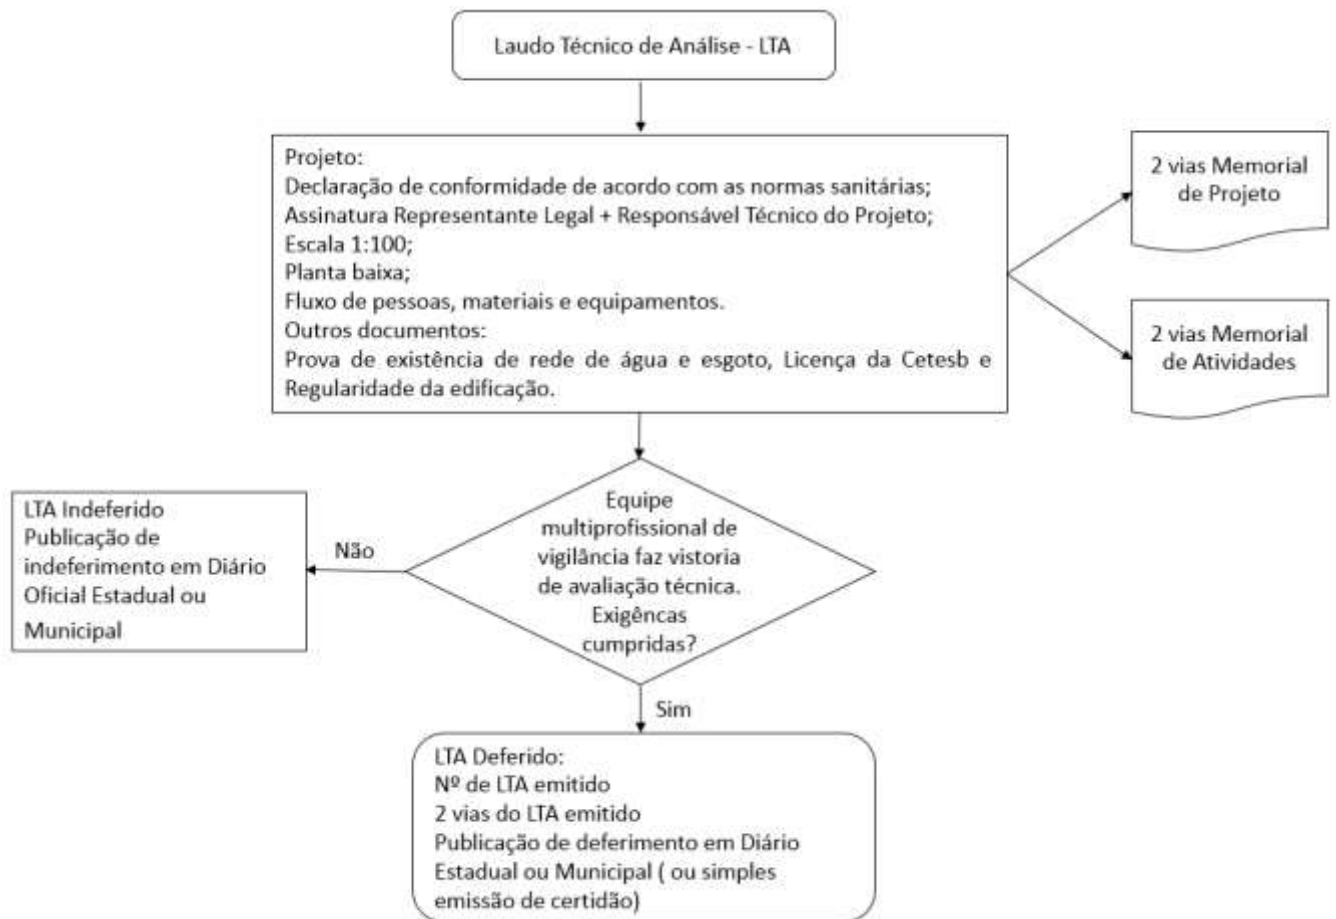 Laudo Técnico de Análise - LTA
Projeto:
Declaração de conformidade de acordo com as normas sanitárias;
Assinatura Representante Legal + Responsável Técnico do Projeto;
Escala 1:100;
Planta baixa;
Fluxo de pessoas, materiais e equipamentos.
Outros documentos:
Prova de existência de rede de água e esgoto, Licença da Cetesb e
Regularidade da edificação.
2 vias Memorial
de Projeto
2 vias Memorial
de Atividades
Equipe
multiprofissional de
vigilância faz vistoria
de avaliação técnica.
Exigêncas
cumpridas?
Não
LTA Indeferido
Publicação de
indeferimento em Diário
Oficial Estadual ou
Municipal
Sim
LTA Deferido:
Nº de LTA emitido
2 vias do LTA emitido
Publicação de deferimento em Diário
Estadual ou Municipal ( ou simples
emissão de certidão)